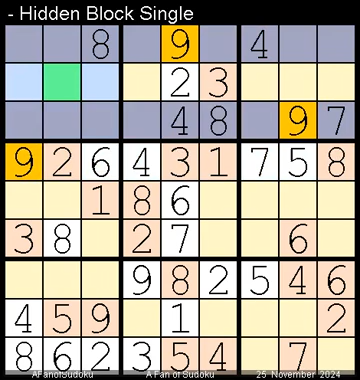 - Hidden Block Single
8 9 4
2 3
4 8 9 7
9 2 6 4 3 1 7 5 8
1 8 6
3 8 2 7 6
9 8 2 5 4 6
4 5 9 1 2
8 6 2 3 5 4 7
AFanofSudoku A Fan of Sudoku 25 November 2024